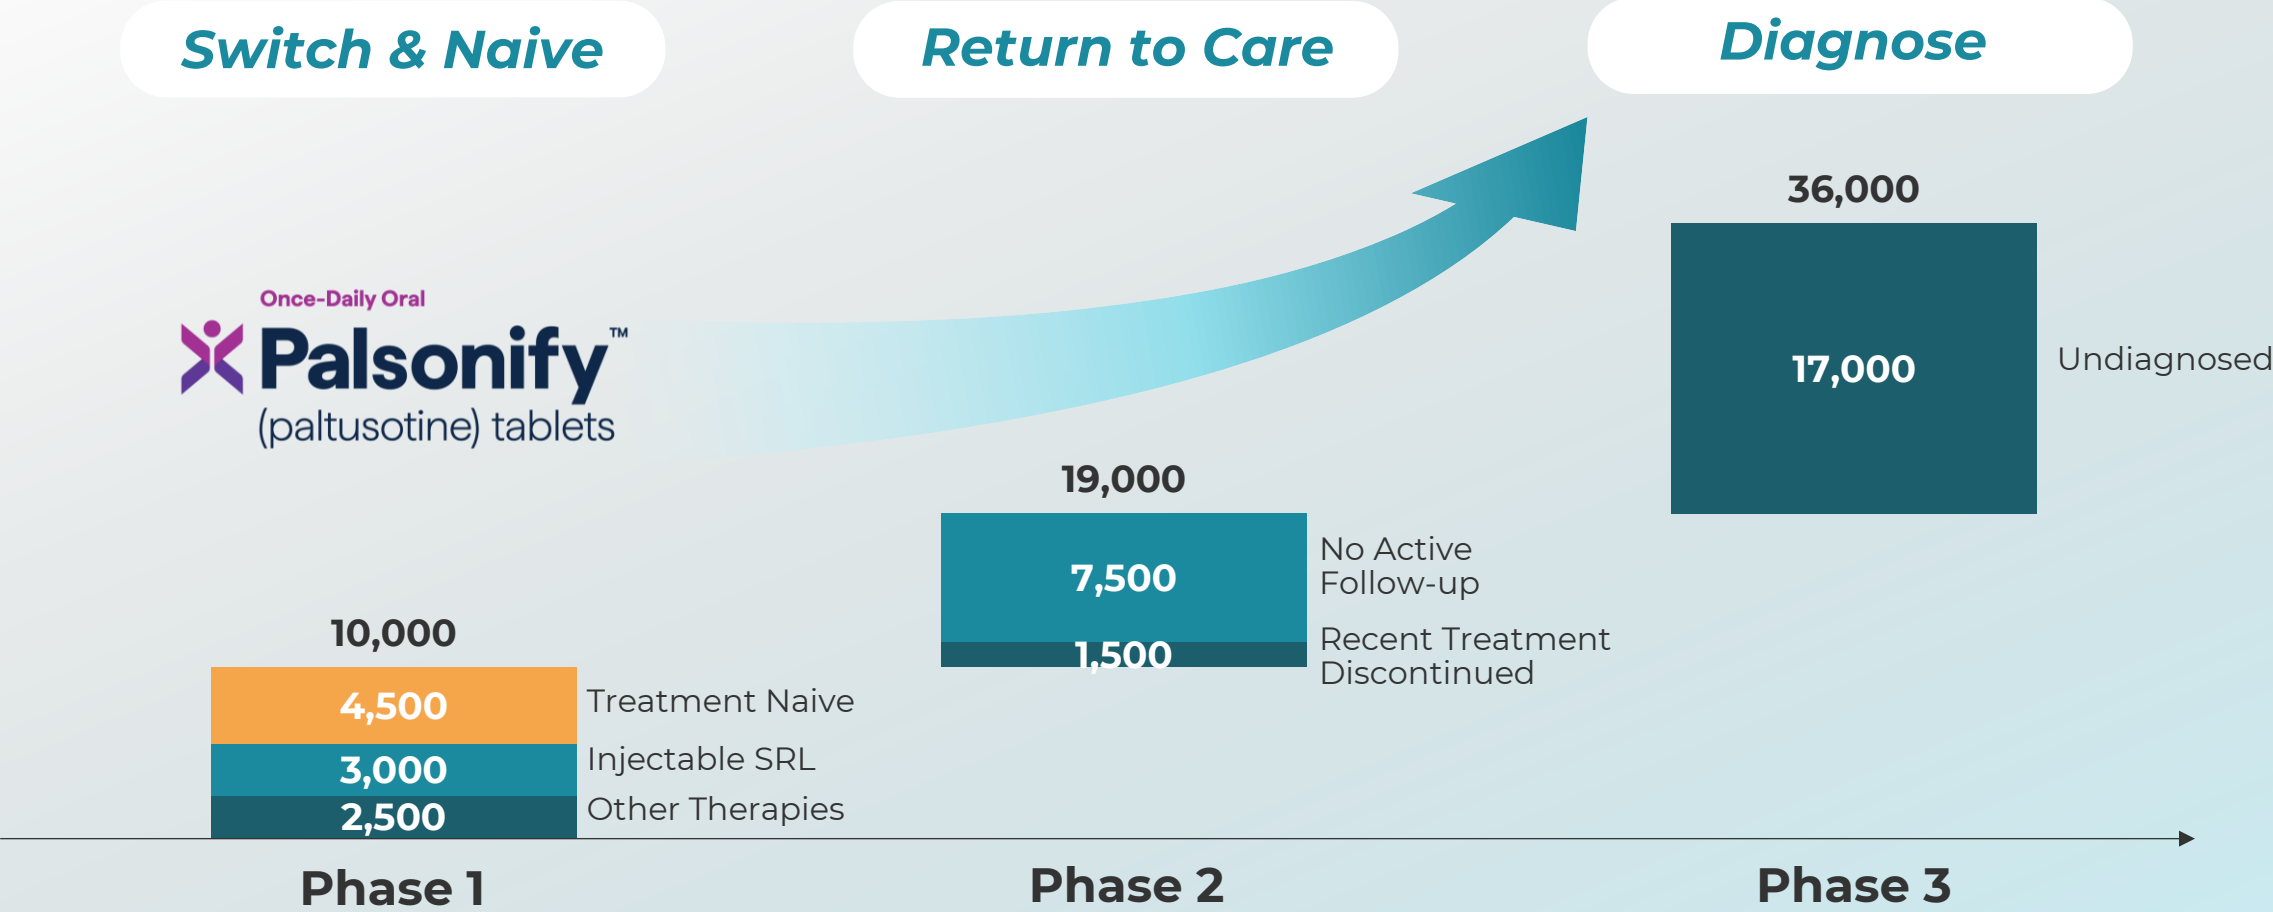 Switch & Naive
Return to Care
Diagnose
Once-Daily Oral
Palsonify™
(paltusotine) tablets
10,000
4,500
Treatment Naive
3,000
Injectable SRL
2,500
Other Therapies
19,000
7,500
No Active
Follow-up
1,500
Recent Treatment
Discontinued
36,000
17,000
Undiagnosed
Phase 1
Phase 2
Phase 3